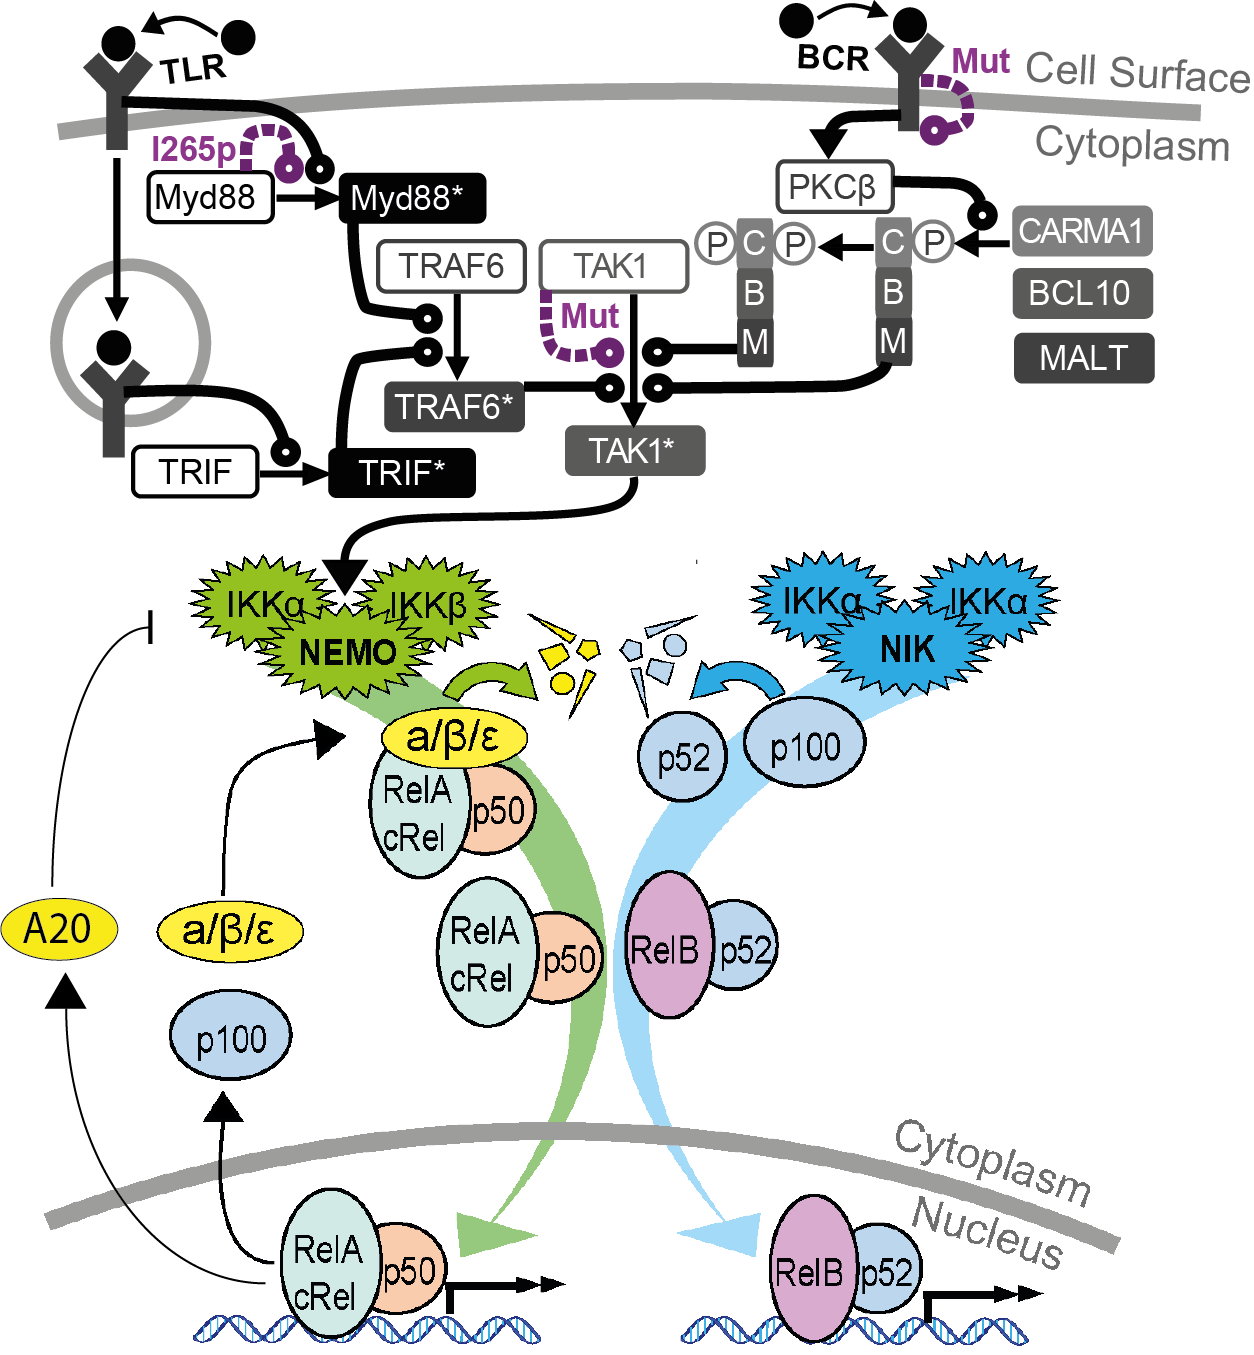 TLR
BCR
Mut
Cell Surface
Cytoplasm
I265p
Myd88
Myd88*
PKCβ
TRAF6
TAK1
P
C
P
C
P
CARMA1
B
B
BCL10
Mut
M
M
MALT
TRAF6*
TAK1*
TRIF
TRIF*
IKKα
IKKβ
NEMO
IKKα
IKKα
NIK
a/β/ε
RelA
cRel
p50
p52
p100
A20
a/β/ε
RelA
cRel
p50
RelB
p52
p100
Cytoplasm
Nucleus
RelA
cRel
p50
RelB
p52